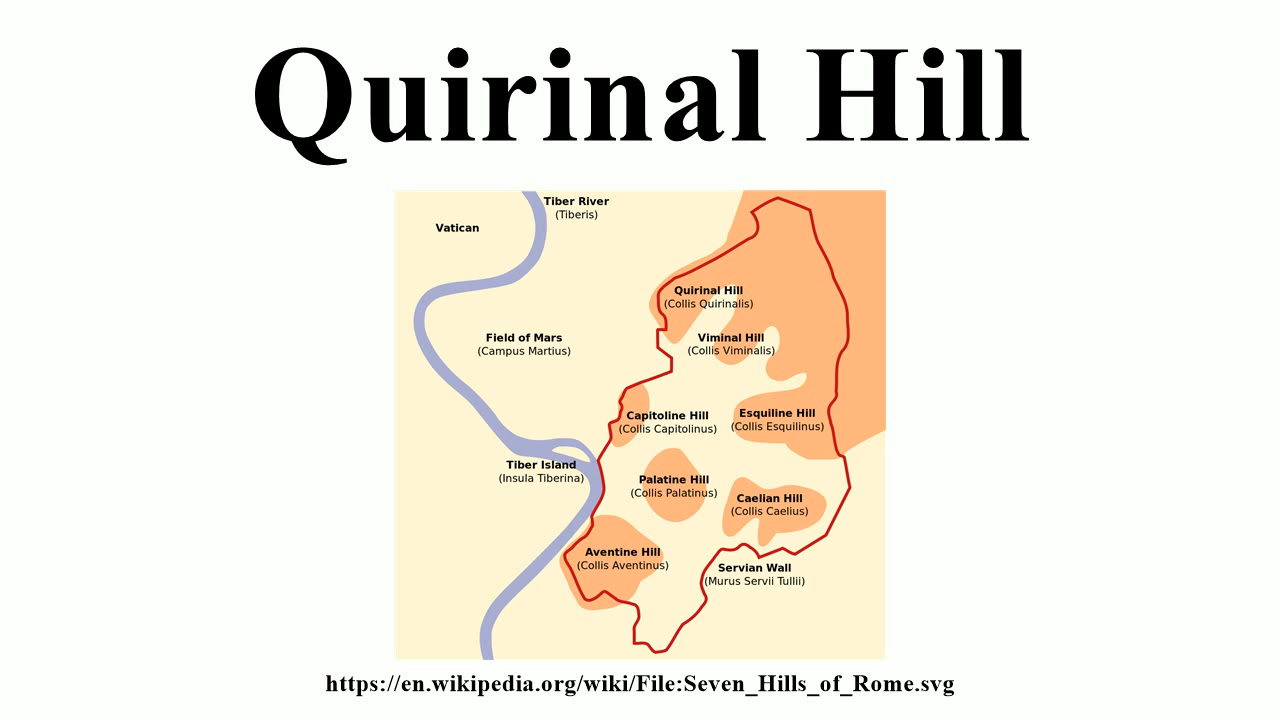 Quirinal Hill
Tiber River
(Tiberis)
Vatican
Quirinal Hill
(Collis Quirinalis)
Field of Mars
(Campus Martius)
Viminal Hill
(Collis Viminalis)
Capitoline Hill
(Collis Capitolinus)
Esquiline Hill
(Collis Esquilinus)
Tiber Island
(Insula Tiberina)
Palatine Hill
(Collis Palatinus)
Caelian Hill
(Collis Caelius)
Aventine Hill
(Collis Aventinus)
Servian Wall
(Murus Servii Tullii)
https://en.wikipedia.org/wiki/File:Seven_Hills_of_Rome.svg